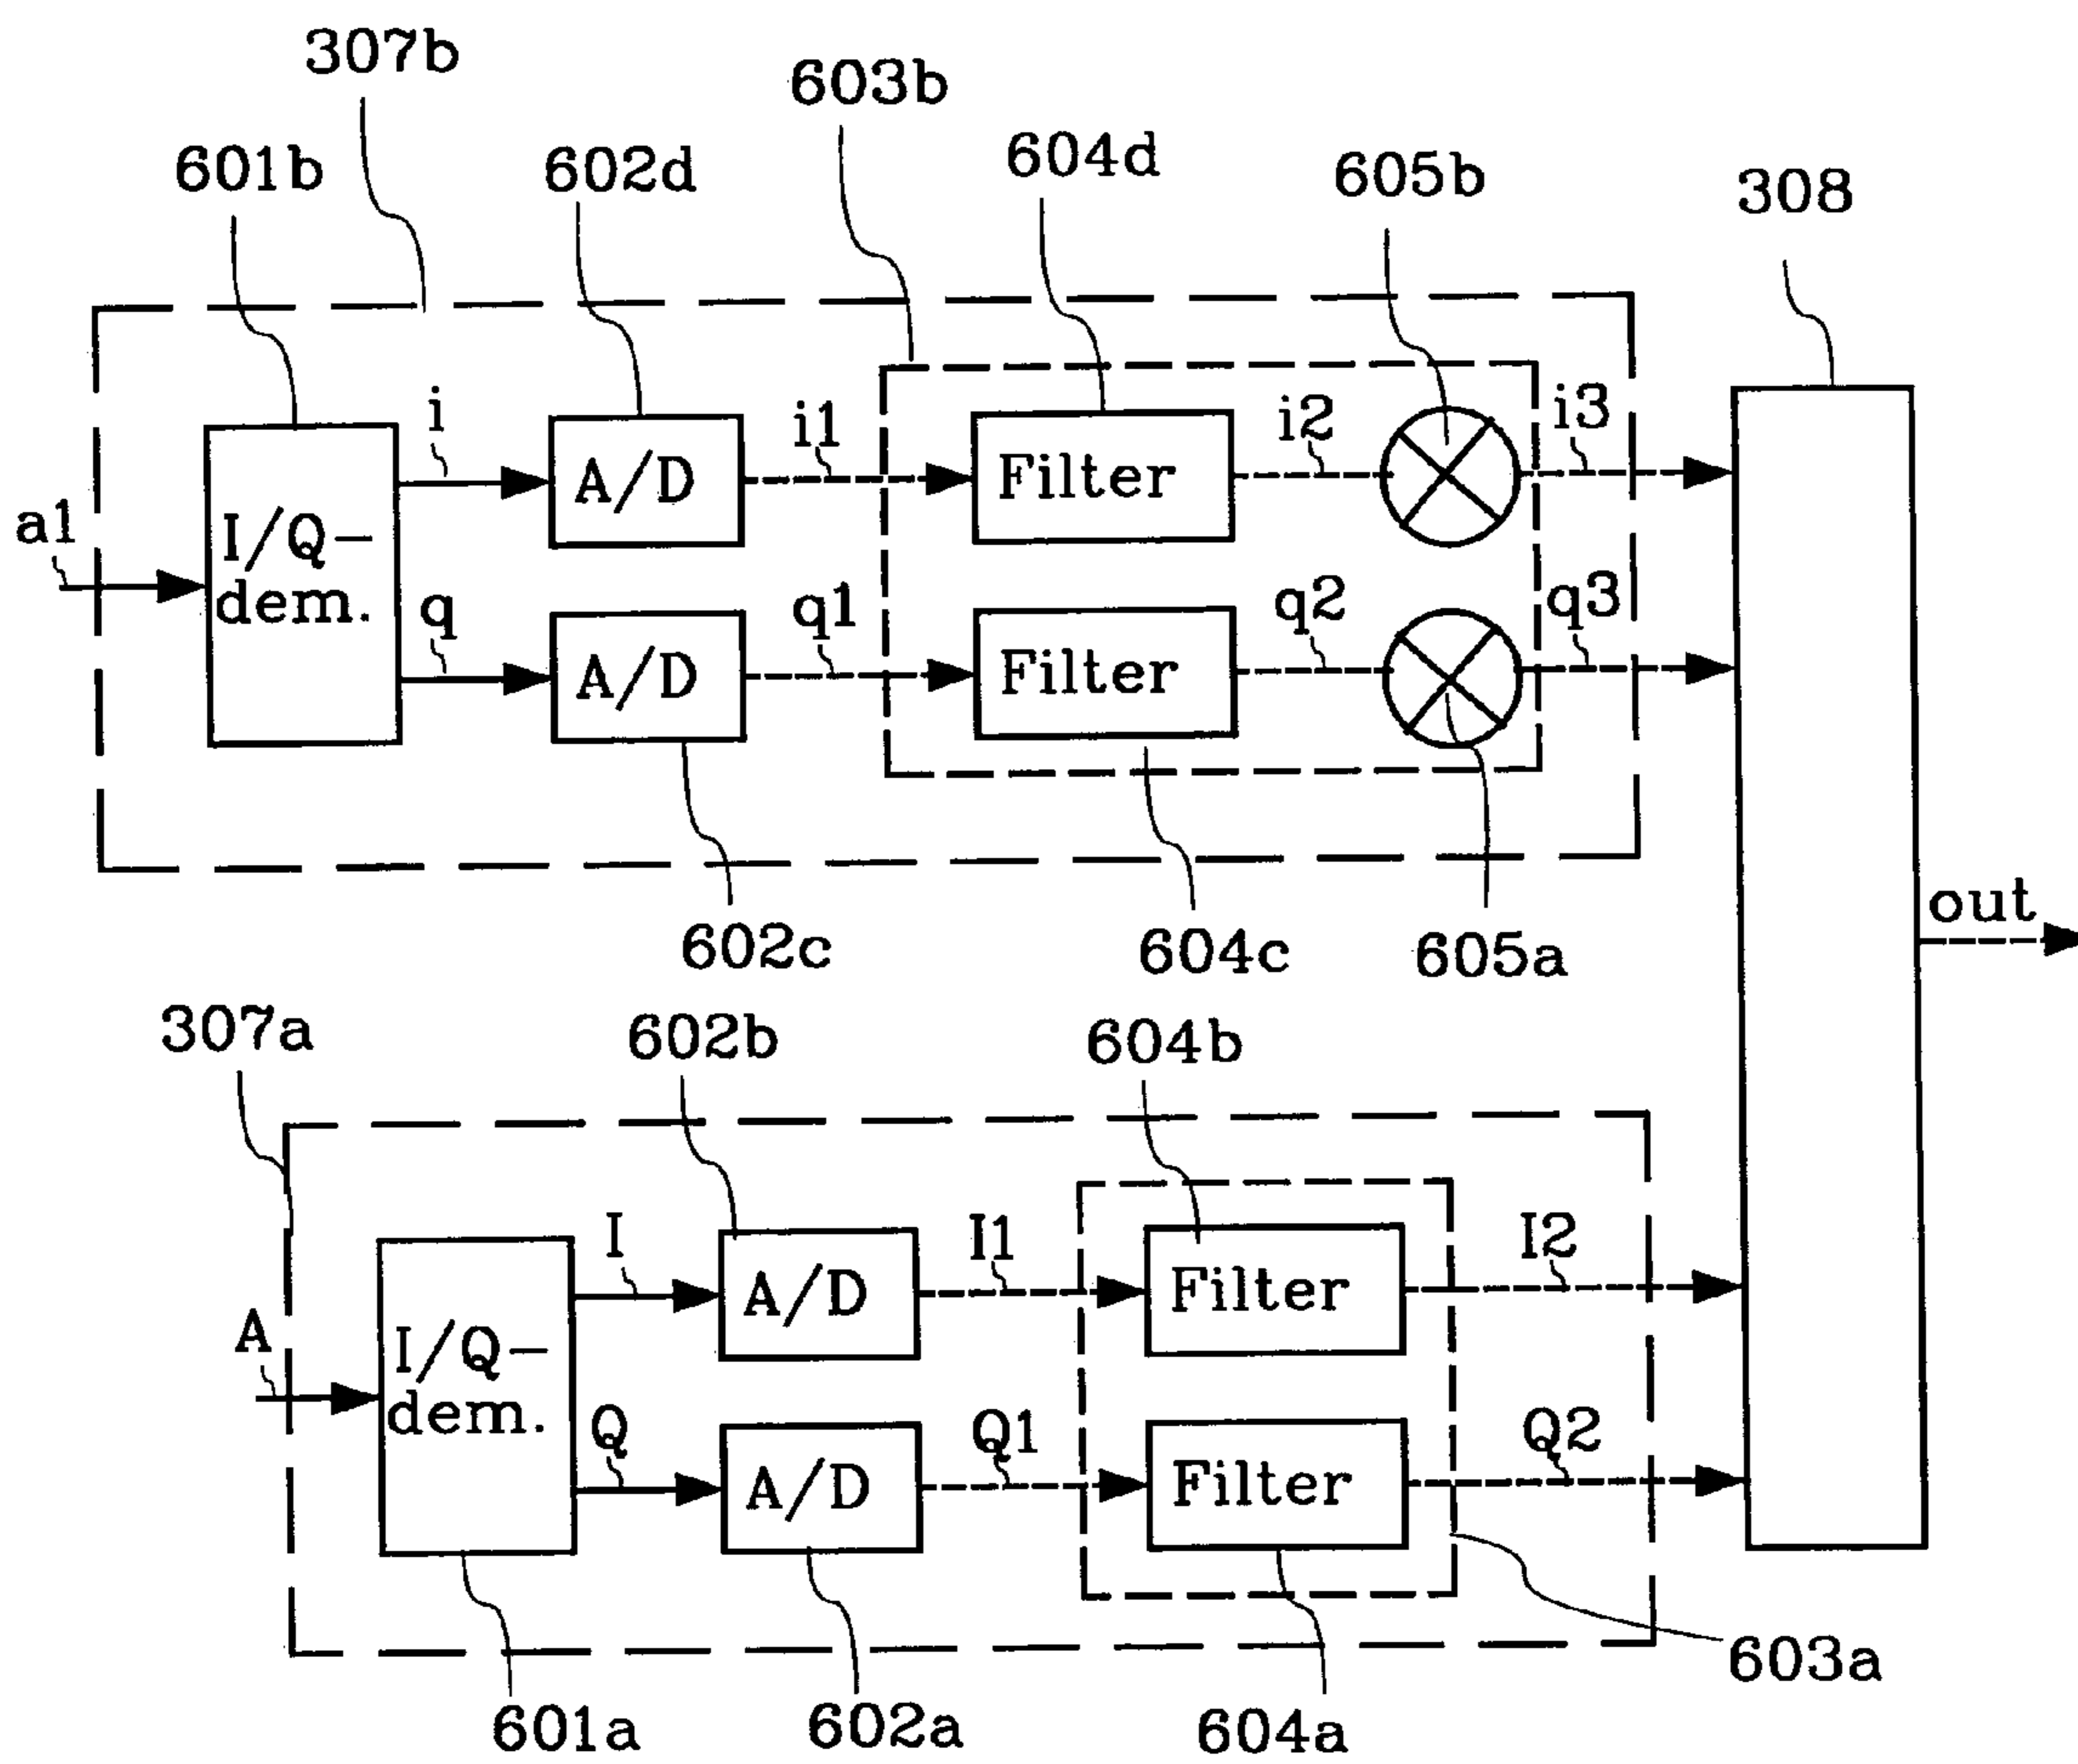 307b
603b
601b
602d
604d
605b
308
i
i1
i2
i3
A/D
Filter
a1
I/Q-
dem.
q
q1
q2
q3
A/D
Filter
602c
604c
605a
out
307a
602b
604b
I
I1
I2
A/D
Filter
A
I/Q-
dem.
Q
Q1
Q2
A/D
Filter
603a
601a
602a
604a